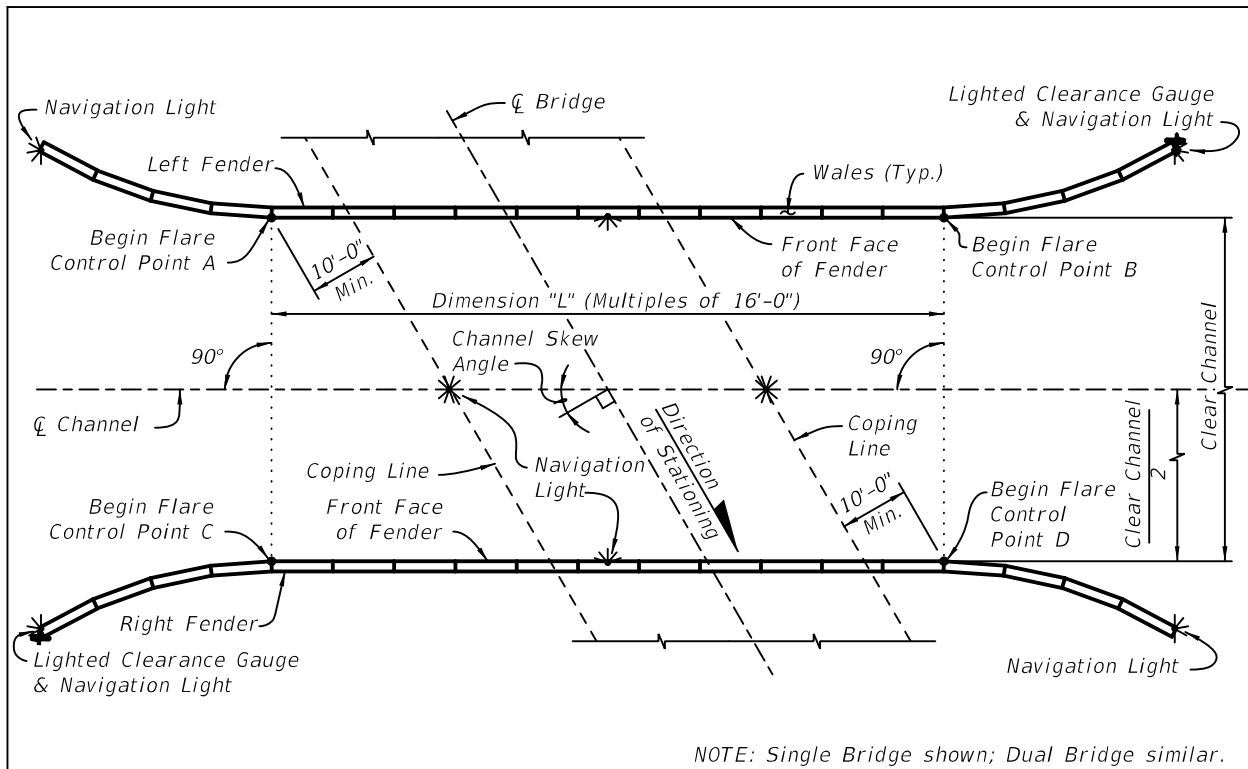 Navigation Light
℄ Bridge
Lighted Clearance Gauge
& Navigation Light
Left Fender
Wales (Typ.)
Begin Flare
Control Point A
Front Face
of Fender
Begin Flare
Control Point B
10'-0"
Min.
Dimension "L" (Multiples of 16'-0")
Channel Skew
Angle
90°
90°
Clear Channel
℄ Channel
Direction
of Stationing
Coping
Line
Clear Channel
2
Coping Line
Navigation
Light
10'-0"
Min.
Begin Flare
Control Point C
Front Face
of Fender
Begin Flare
Control
Point D
Right Fender
Lighted Clearance Gauge
& Navigation Light
Navigation Light
NOTE: Single Bridge shown; Dual Bridge similar.